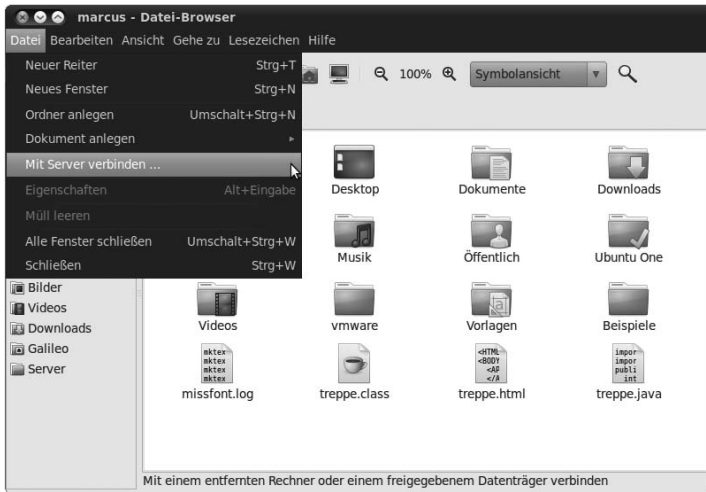 marcus - Datei-Browser
Datei Bearbeiten Ansicht Gehe zu Lesezeichen Hilfe
Neuer Reiter Strg+T
Neues Fenster Strg+N
Ordner anlegen Umschalt+Strg+N
Dokument anlegen
Mit Server verbinden ...
Eigenschaften Alt+Eingabe
Müll leeren
Alle Fenster schließen Umschalt+Strg+W
Schließen Strg+W
100% Symbolansicht
Bilder
Videos
Downloads
Galileo
Server
Desktop Dokumente Downloads
Musik Öffentlich Ubuntu One
Videos vmware Vorlagen Beispiele
mktex
mktex
mktex
mktex
<HTML
<BODY
<AP
</A
impor
impor
publi
int
missfont.log treppe.class treppe.html treppe.java
Mit einem entfernten Rechner oder einem freigegebenem Datenträger verbinden